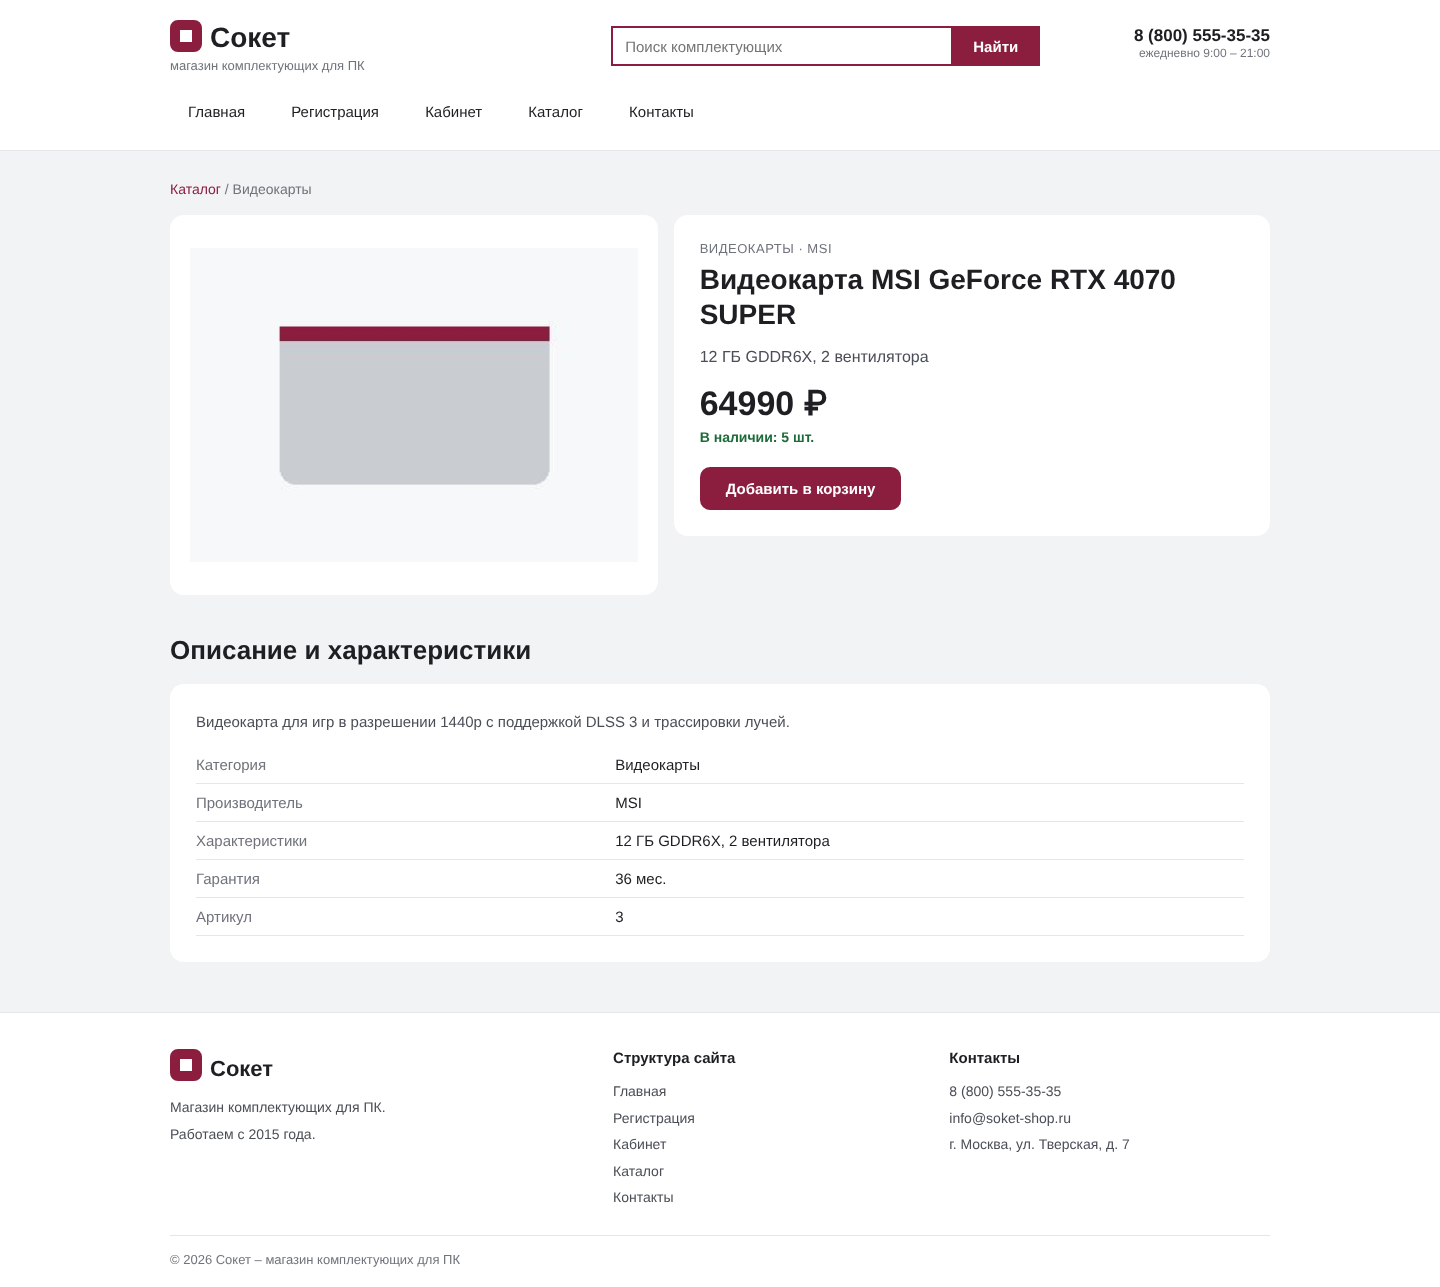 Сокет
магазин комплектующих для ПК
Поиск комплектующих
Найти
8 (800) 555-35-35
ежедневно 9:00 – 21:00
Главная
Регистрация
Кабинет
Каталог
Контакты
Каталог / Видеокарты
ВИДЕОКАРТЫ · MSI
Видеокарта MSI GeForce RTX 4070
SUPER
12 ГБ GDDR6X, 2 вентилятора
64990 ₽
В наличии: 5 шт.
Добавить в корзину
Описание и характеристики
Видеокарта для игр в разрешении 1440p с поддержкой DLSS 3 и трассировки лучей.
Категория Видеокарты
Производитель MSI
Характеристики 12 ГБ GDDR6X, 2 вентилятора
Гарантия 36 мес.
Артикул 3
Сокет
Магазин комплектующих для ПК.
Работаем с 2015 года.
Структура сайта
Главная
Регистрация
Кабинет
Каталог
Контакты
Контакты
8 (800) 555-35-35
info@soket-shop.ru
г. Москва, ул. Тверская, д. 7
© 2026 Сокет – магазин комплектующих для ПК